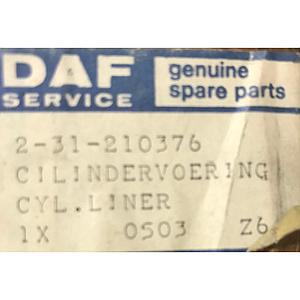 DAF
SERVICE
genuine
spare parts
2-31-210376
CILINDERVOERING
CYL.LINER
1X 0503 Z6